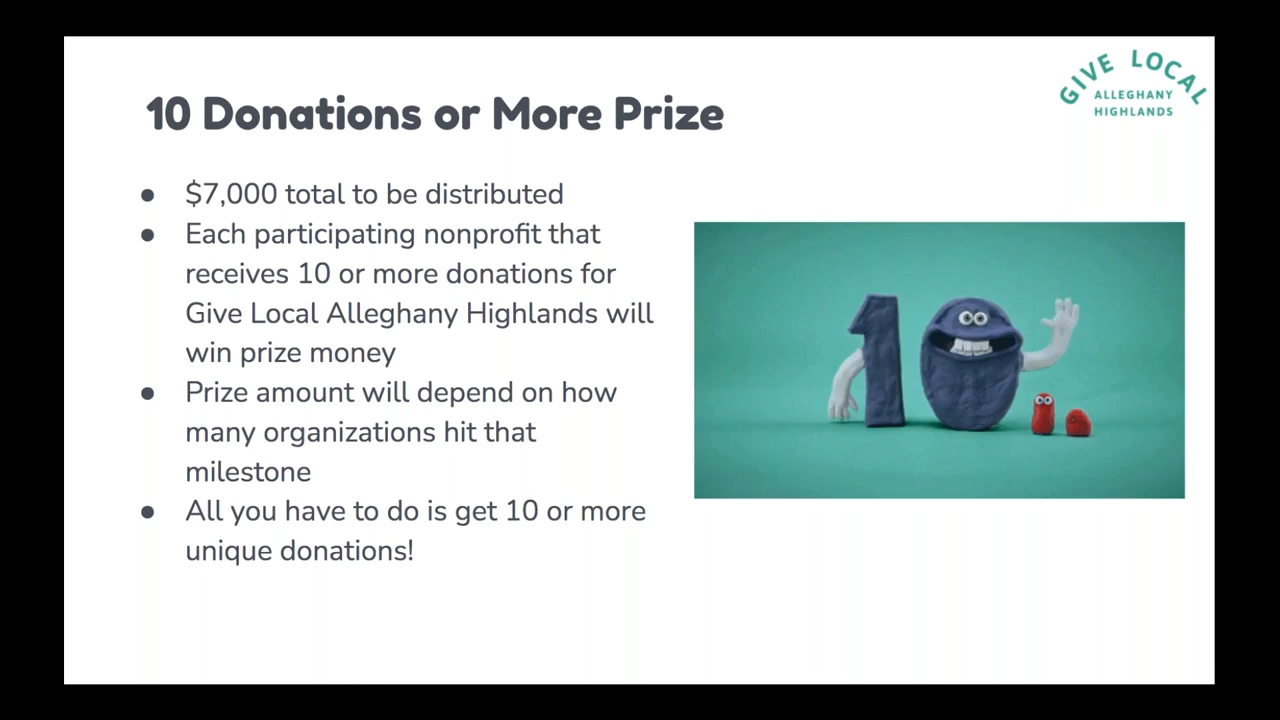 GIVE LOCAL
ALLEGHANY
HIGHLANDS
10 Donations or More Prize
● $7,000 total to be distributed
● Each participating nonprofit that
receives 10 or more donations for
Give Local Alleghany Highlands will
win prize money
● Prize amount will depend on how
many organizations hit that
milestone
● All you have to do is get 10 or more
unique donations!
10